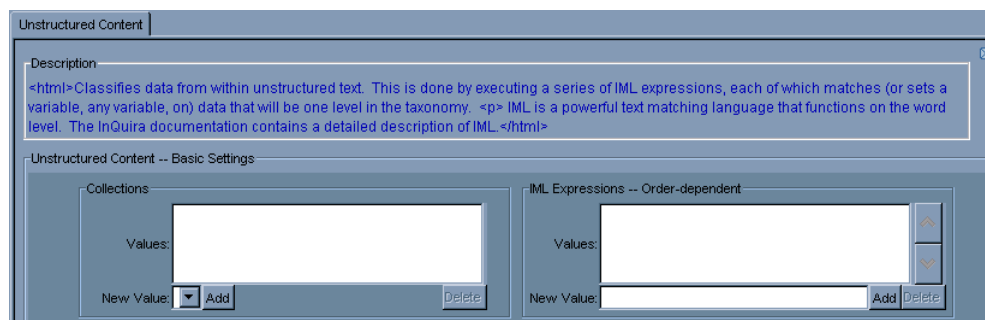 Unstructured Content
Description
<html>Classifies data from within unstructured text.  This is done by executing a series of IML expressions, each of which matches (or sets a
variable, any variable, on) data that will be one level in the taxonomy.  <p> IML is a powerful text matching language that functions on the word
level.  The InQuira documentation contains a detailed description of IML.</html>
Unstructured Content -- Basic Settings
Collections
Values:
New Value: Add Delete
IML Expressions -- Order-dependent
Values:
New Value: Add Delete